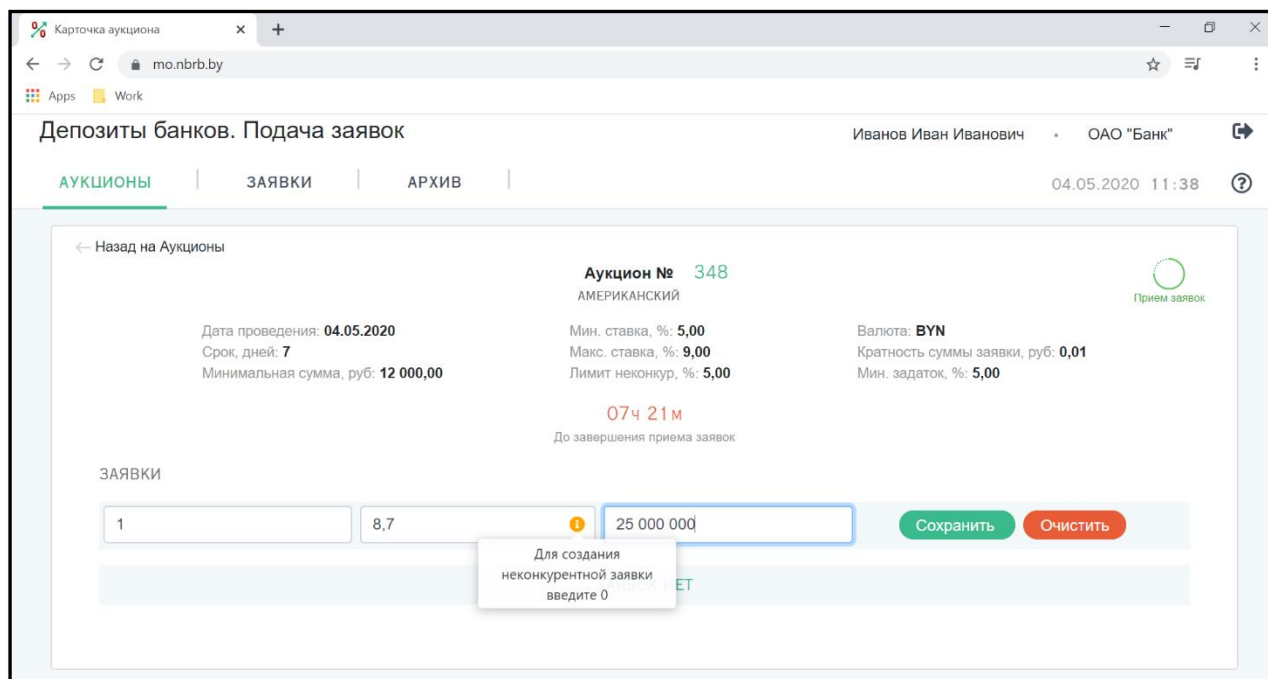 Карточка аукциона
mo.nbrb.by
Apps Work
Депозиты банков. Подача заявок
Иванов Иван Иванович ОАО "Банк"
АУКЦИОНЫ | ЗАЯВКИ | АРХИВ |
04.05.2020 11:38
← Назад на Аукционы
Аукцион № 348
АМЕРИКАНСКИЙ
Прием заявок
Дата проведения: 04.05.2020 Мин. ставка, %: 5,00 Валюта: BYN
Срок, дней: 7 Макс. ставка, %: 9,00 Кратность суммы заявки, руб: 0,01
Минимальная сумма, руб: 12 000,00 Лимит неконкур, %: 5,00 Мин. задаток, %: 5,00
07ч 21м
До завершения приема заявок
ЗАЯВКИ
1 8,7 25 000 000 Сохранить Очистить
Для создания
неконкурентной заявки
введите 0
ЗАЯВОК НЕТ